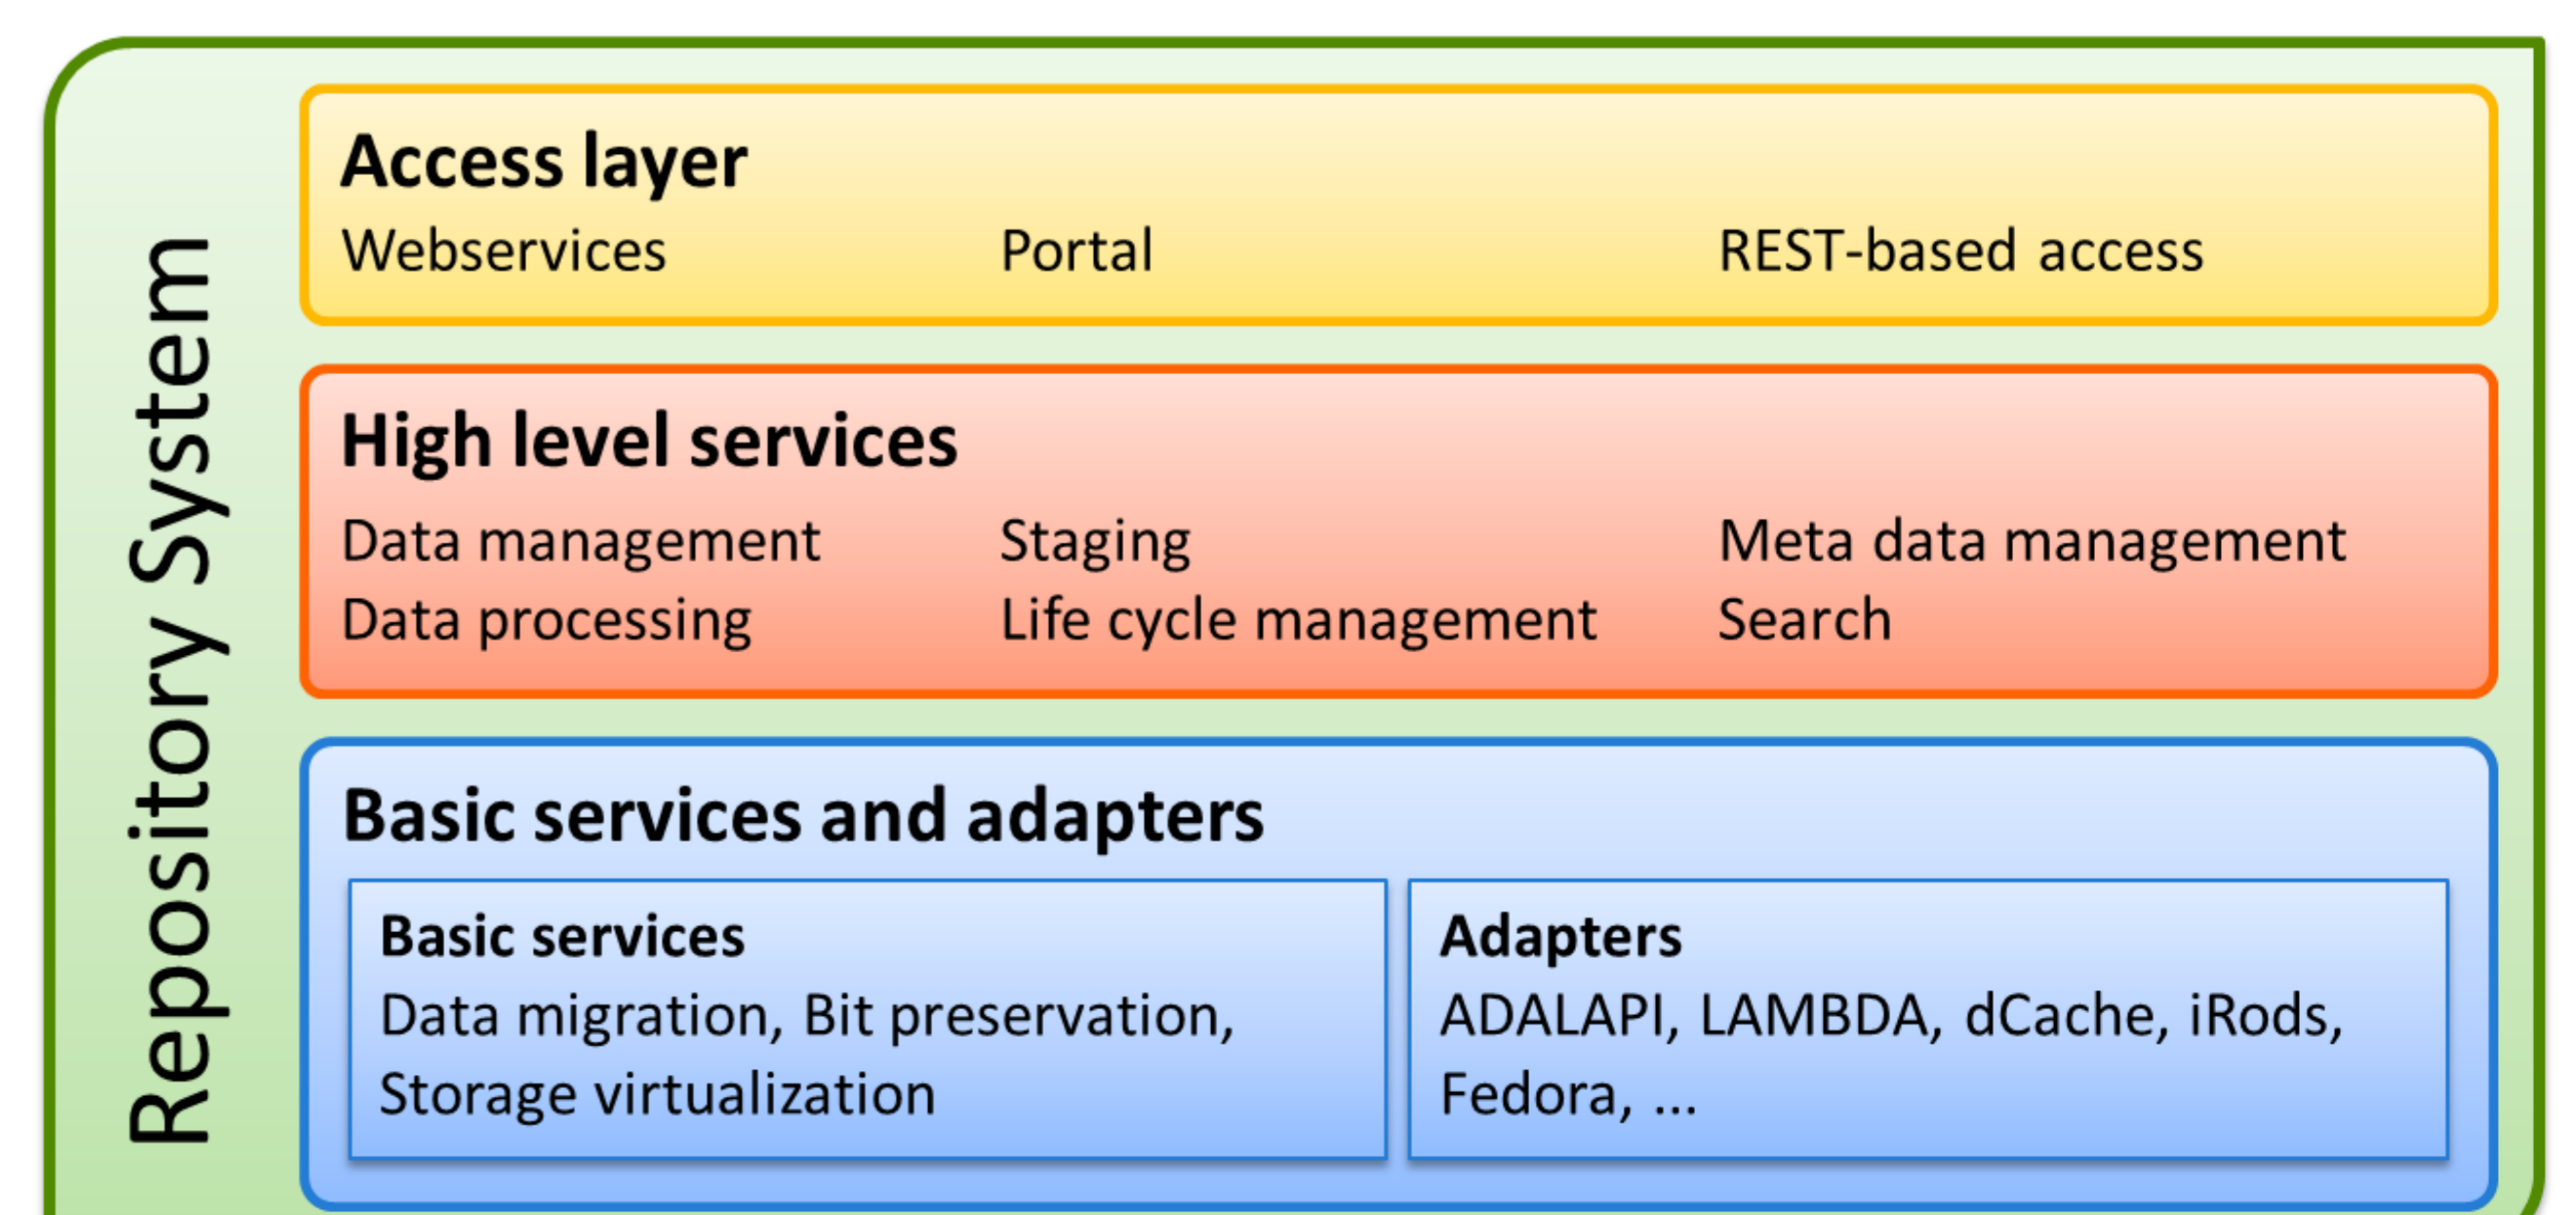 Repository System
Access layer
Webservices Portal REST-based access
High level services
Data management Staging Meta data management
Data processing Life cycle management Search
Basic services and adapters
Basic services
Data migration, Bit preservation,
Storage virtualization
Adapters
ADALAPI, LAMBDA, dCache, iRods,
Fedora, ...